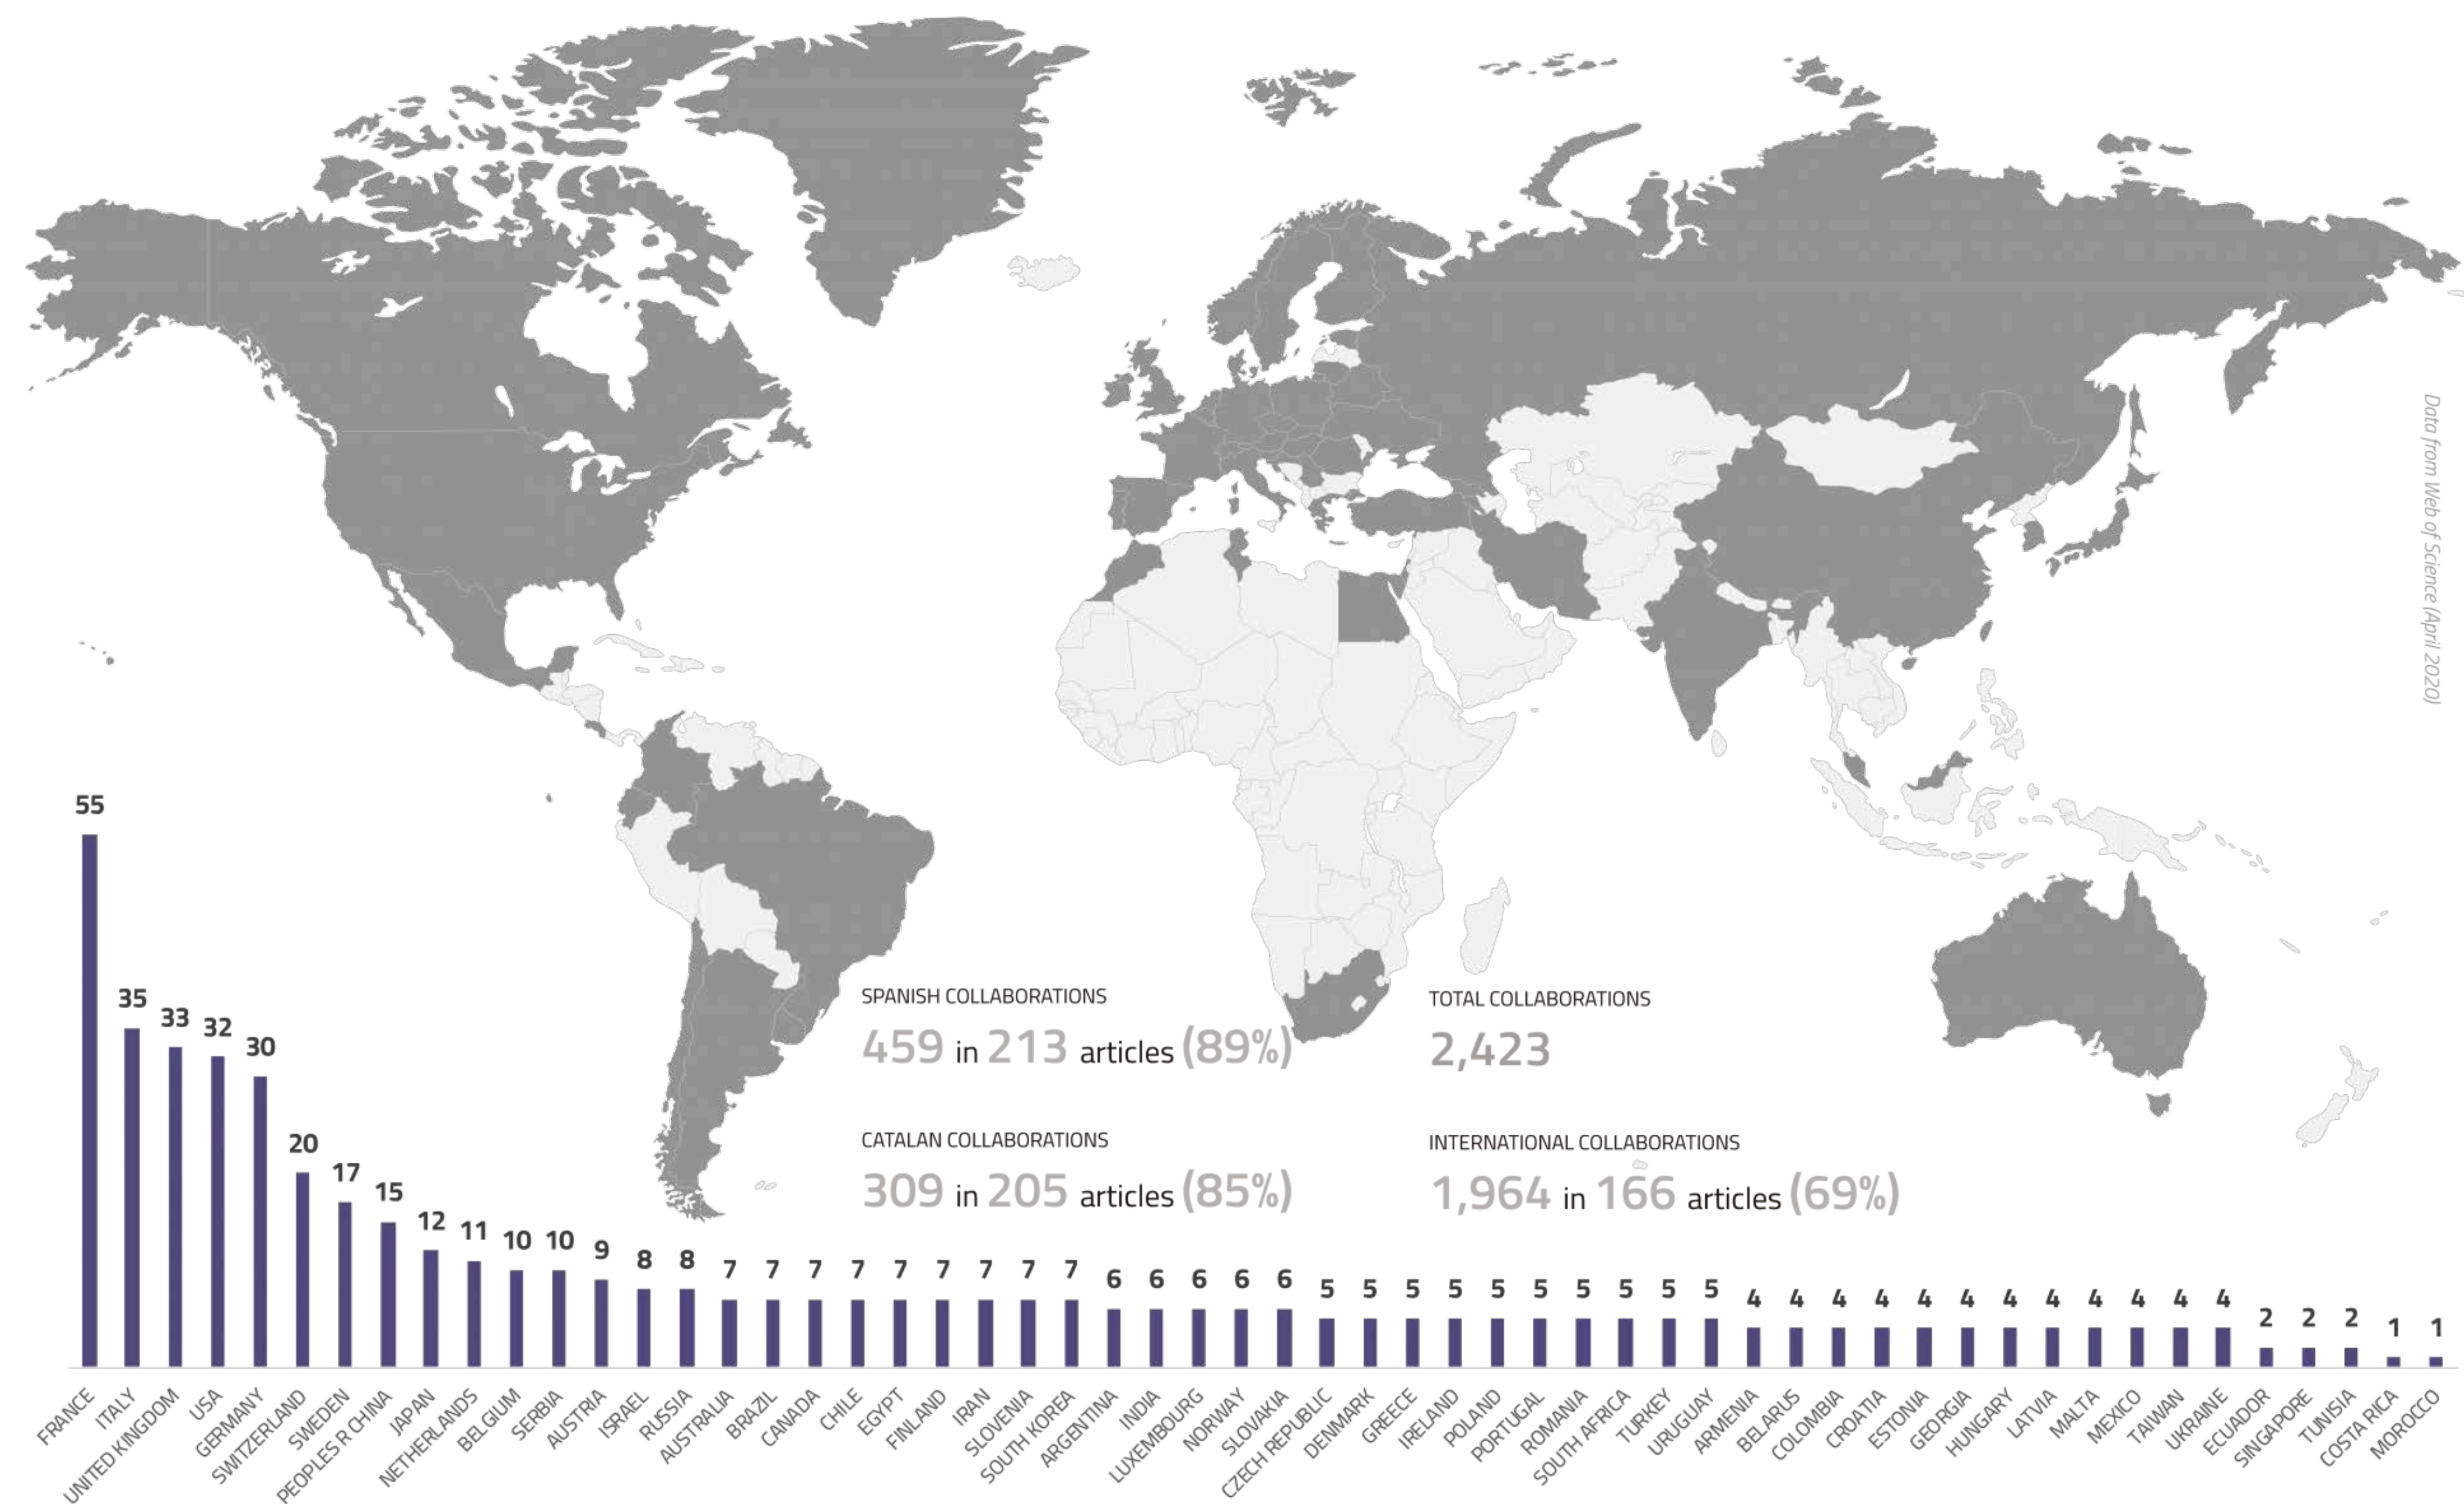 Data from Web of Science (April 2020)
SPANISH COLLABORATIONS
459 in 213 articles (89%)
TOTAL COLLABORATIONS
2,423
CATALAN COLLABORATIONS
309 in 205 articles (85%)
INTERNATIONAL COLLABORATIONS
1,964 in 166 articles (69%)
55
35
33
32
30
20
17
15
12
11
10
10
9
8
8
7
7
7
7
7
7
7
7
7
6
6
6
6
6
5
5
5
5
5
5
5
5
5
5
4
4
4
4
4
4
4
4
4
4
4
4
2
2
2
1
1
FRANCE
ITALY
UNITED KINGDOM
USA
GERMANY
SWITZERLAND
SWEDEN
PEOPLES R CHINA
JAPAN
NETHERLANDS
BELGIUM
SERBIA
AUSTRIA
ISRAEL
RUSSIA
AUSTRALIA
BRAZIL
CANADA
CHILE
EGYPT
FINLAND
IRAN
SLOVENIA
SOUTH KOREA
ARGENTINA
INDIA
LUXEMBOURG
NORWAY
SLOVAKIA
CZECH REPUBLIC
DENMARK
GREECE
IRELAND
POLAND
PORTUGAL
ROMANIA
SOUTH AFRICA
TURKEY
URUGUAY
ARMENIA
BELARUS
COLOMBIA
CROATIA
ESTONIA
GEORGIA
HUNGARY
LATVIA
MALTA
MEXICO
TAIWAN
UKRAINE
ECUADOR
SINGAPORE
TUNISIA
COSTA RICA
MOROCCO